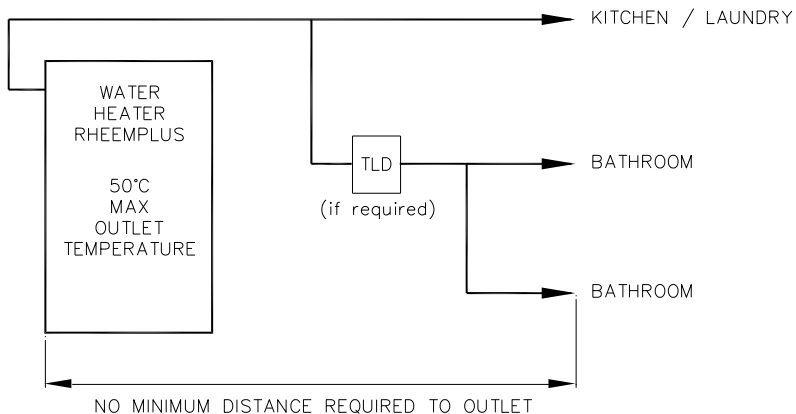 KITCHEN / LAUNDRY
WATER
HEATER
RHEEMPLUS
50°C
MAX
OUTLET
TEMPERATURE
TLD
(if required)
BATHROOM
BATHROOM
NO MINIMUM DISTANCE REQUIRED TO OUTLET